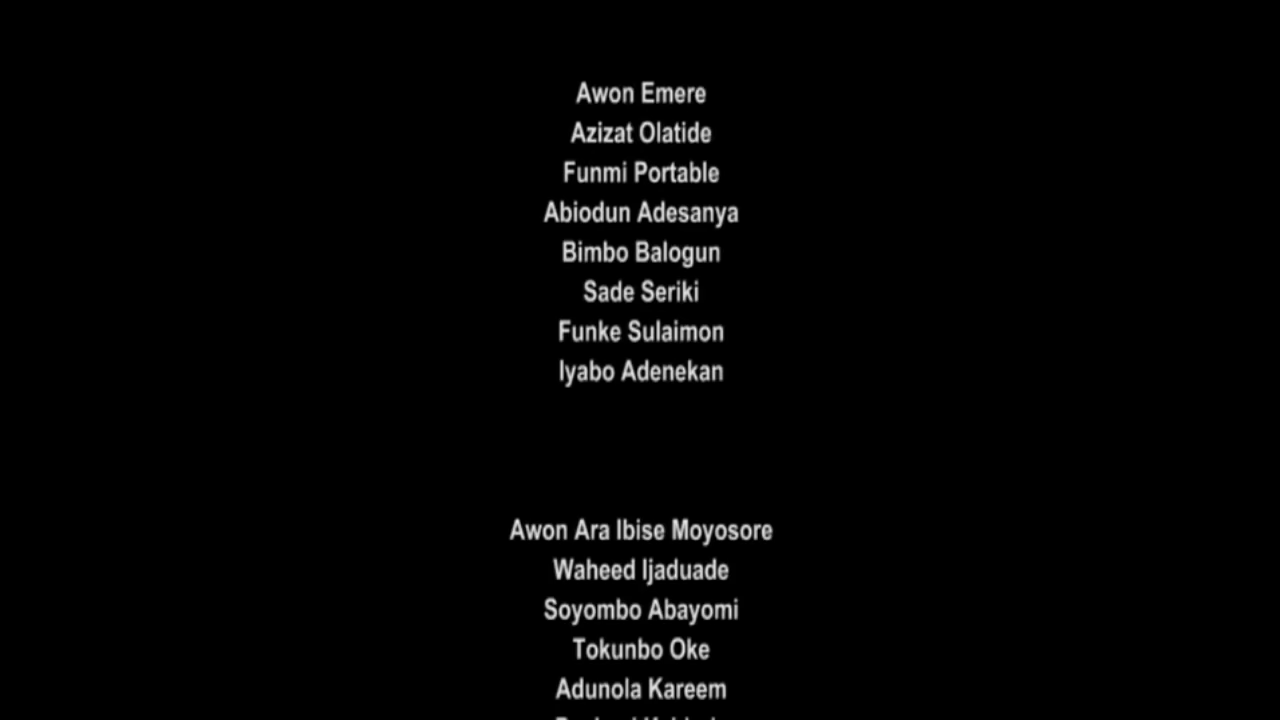 Awon Emere
Azizat Olatide
Funmi Portable
Abiodun Adesanya
Bimbo Balogun
Sade Seriki
Funke Sulaimon
Iyabo Adenekan
Awon Ara Ibise Moyosore
Waheed Ijaduade
Soyombo Abayomi
Tokunbo Oke
Adunola Kareem